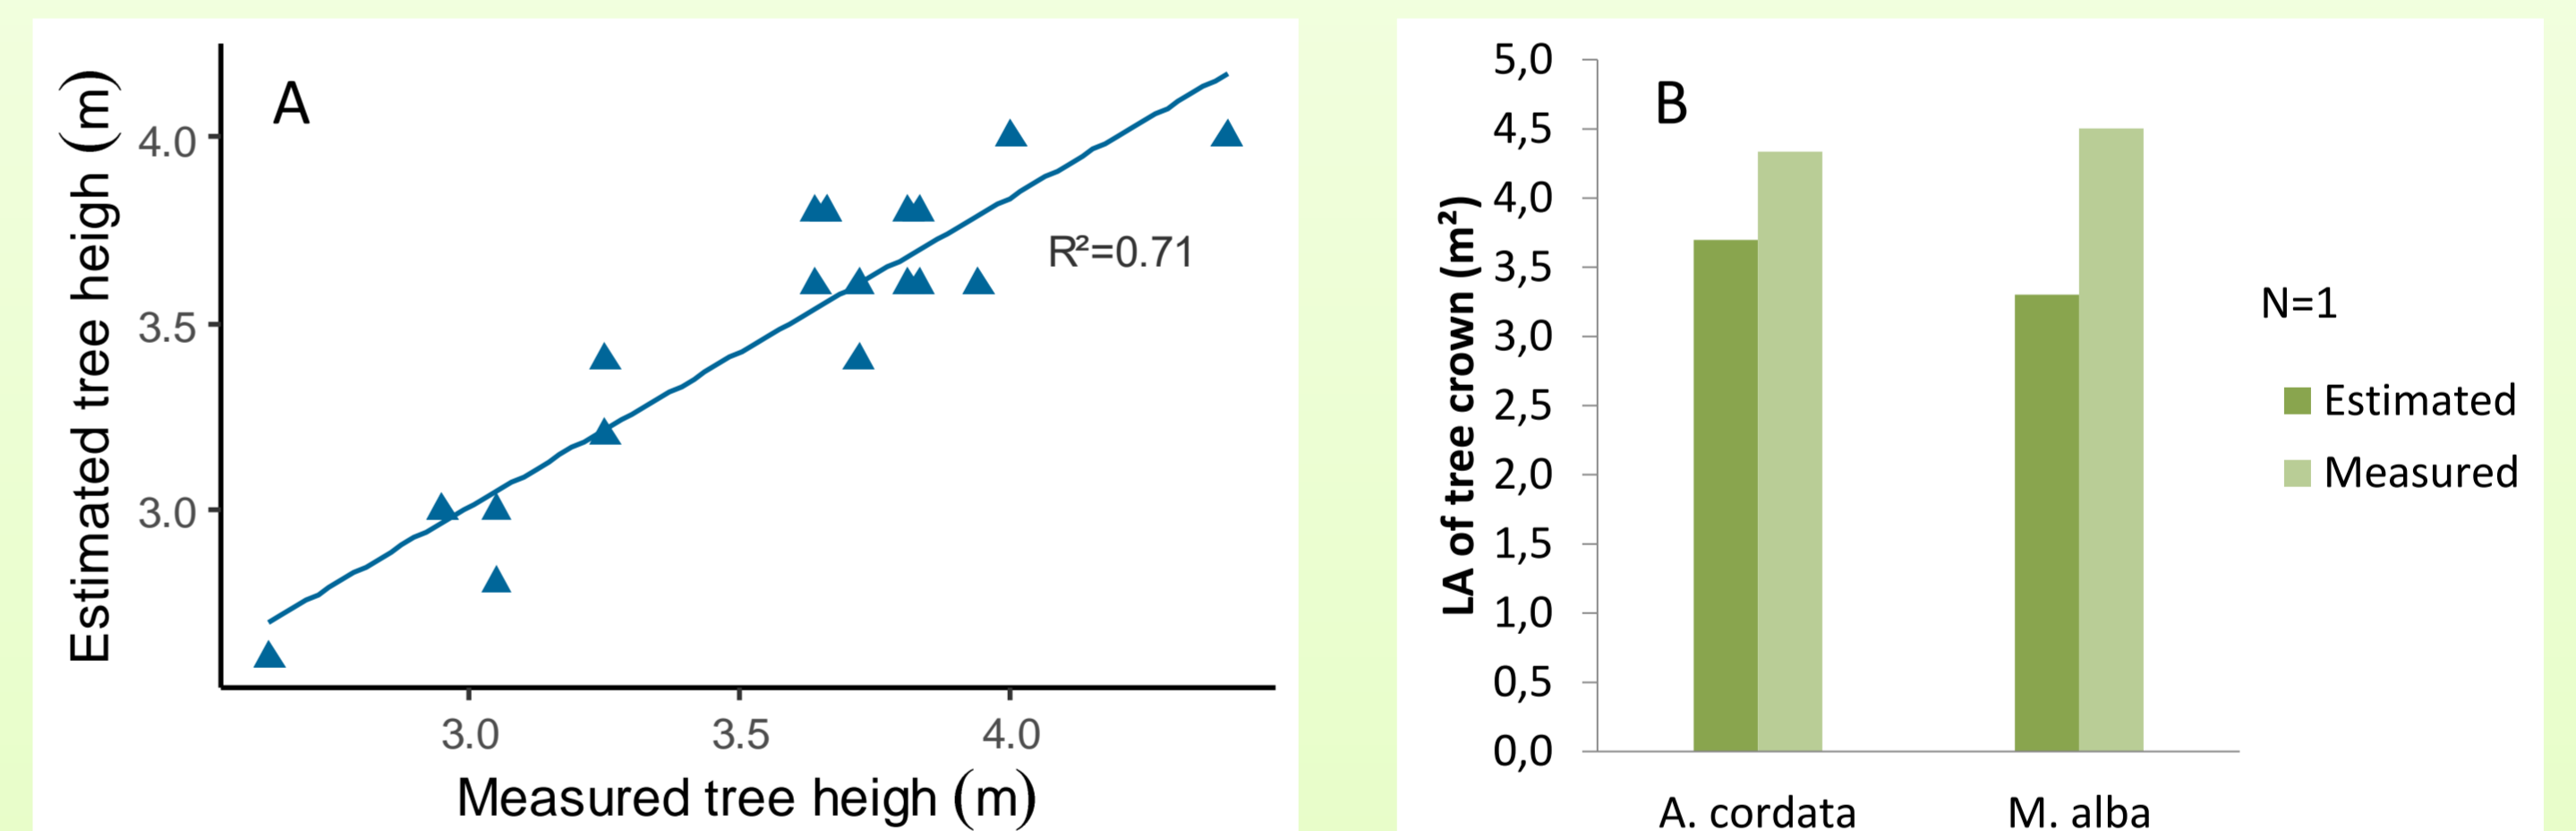 A
Estimated tree heigh (m)
4.0
3.5
3.0
R²=0.71
3.0 3.5 4.0
Measured tree heigh (m)
B
LA of tree crown (m²)
5,0
4,5
4,0
3,5
3,0
2,5
2,0
1,5
1,0
0,5
0,0
A. cordata M. alba
N=1
Estimated
Measured